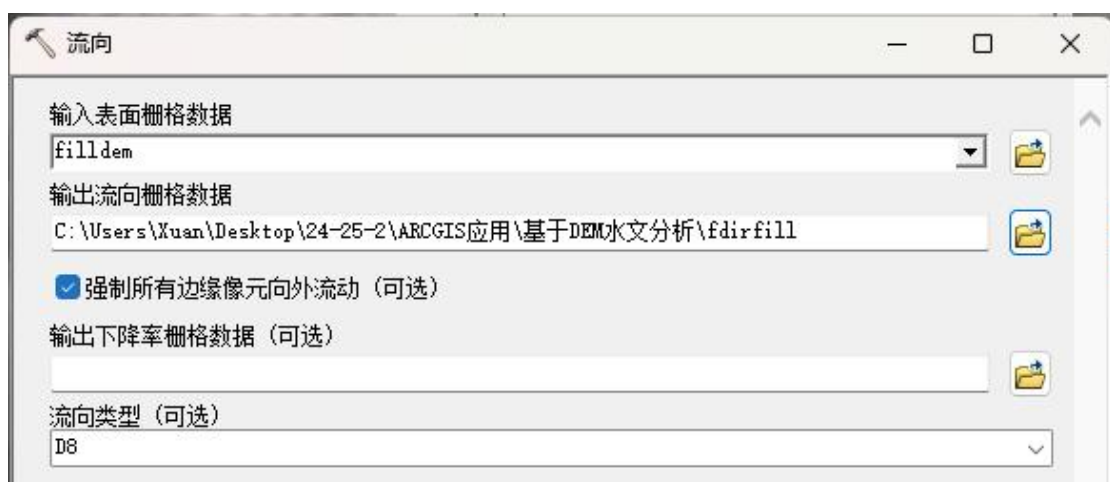 流向
输入表面栅格数据
filldem
输出流向栅格数据
C:\Users\Xuan\Desktop\24-25-2\ARCGIS应用\基于DEM水文分析\fdirfill
强制所有边缘像元向外流动（可选）
输出下降率栅格数据（可选）
流向类型（可选）
D8